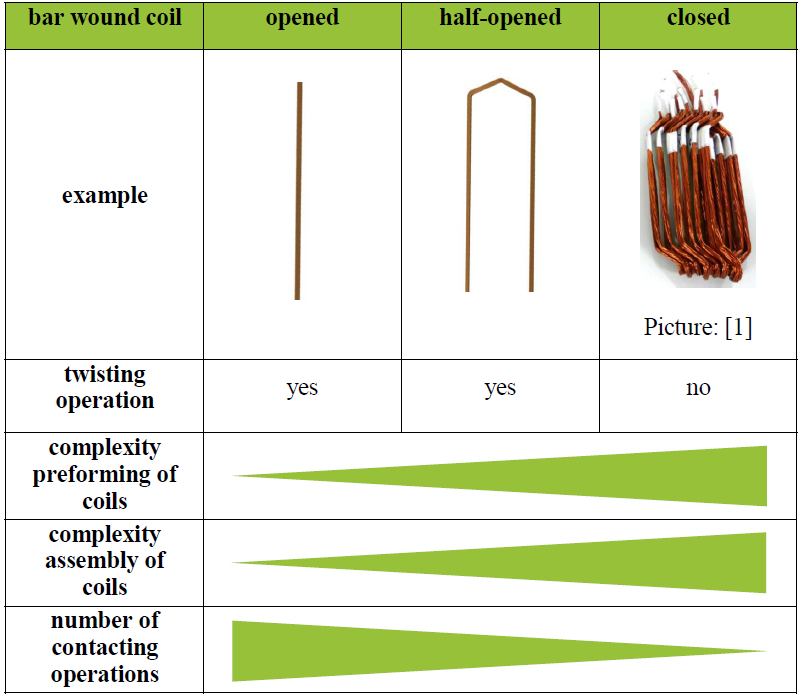 bar wound coil opened half-opened closed
example
Picture: [1]
twisting
operation
yes yes no
complexity
preforming of
coils
complexity
assembly of
coils
number of
contacting
operations